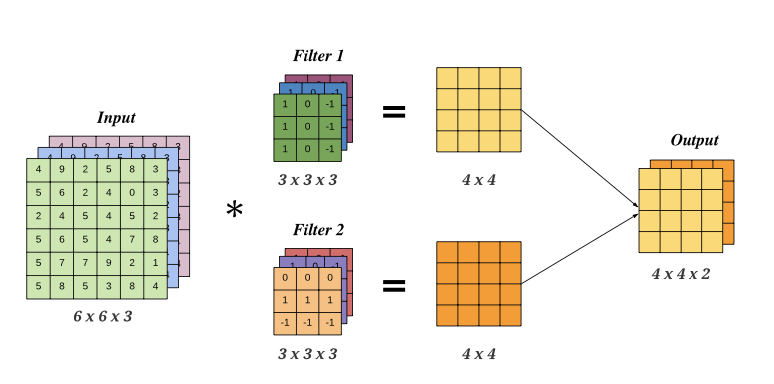 Filter 1
Input
1 0 -1
1 0 -1
1 0 -1
=
3 x 3 x 3
4 x 4
4 9 2 5 8 3
5 6 2 4 0 3
2 4 5 4 5 2
5 6 5 4 7 8
5 7 7 9 2 1
5 8 5 3 8 4
6 x 6 x 3
*
Output
4 x 4 x 2
Filter 2
0 0 0
1 1 1
-1 -1 -1
=
3 x 3 x 3
4 x 4